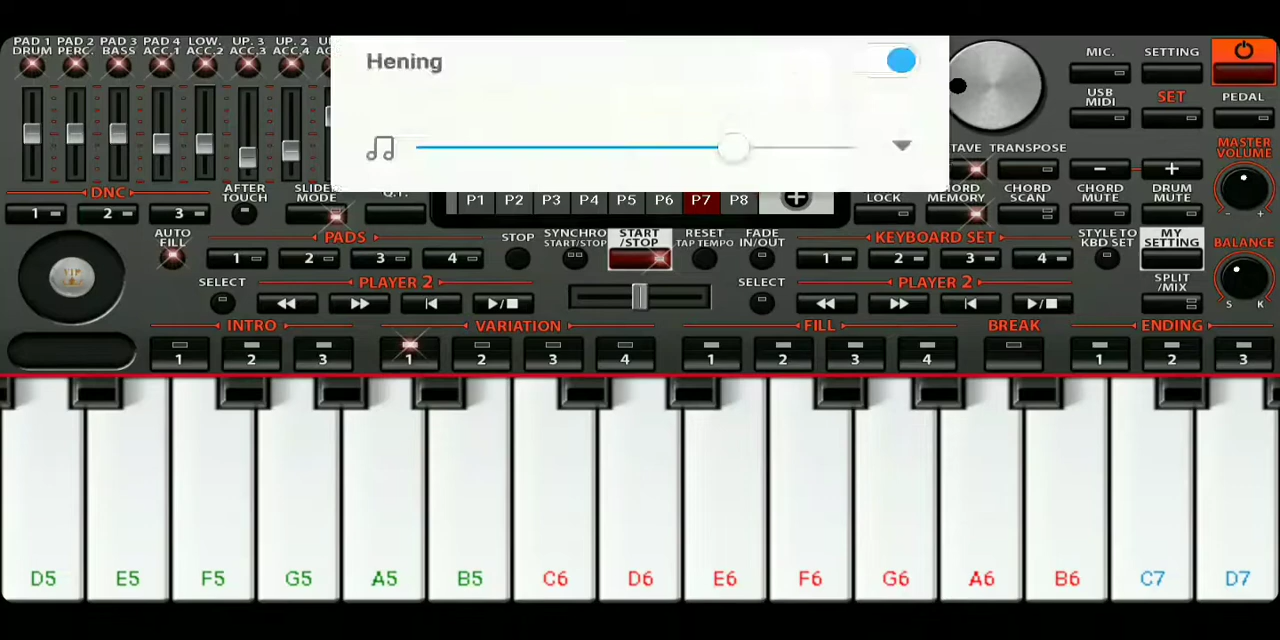 PAD 1 PAD 2 PAD 3 PAD 4 LOW. UP. 3 UP. 2
DRUM PERC. BASS ACC.1 ACC.2 ACC.3 ACC.4
Hening
MIC. SETTING
USB MIDI SET PEDAL
MASTER VOLUME
TRANSPOSE
DNC AFTER TOUCH
1 2 3
P1 P2 P3 P4 P5 P6 P7 P8
LOCK MEMORY CHORD SCAN CHORD MUTE DRUM MUTE
- +
AUTO FILL PADS STOP SYNCHRO START/STOP START /STOP RESET TAP TEMPO FADE IN/OUT KEYBOARD SET STYLE TO KBD SET MY SETTING BALANCE
1 2 3 4 1 2 3 4
SELECT PLAYER 2 SELECT PLAYER 2 SPLIT /MIX
S K
INTRO VARIATION FILL BREAK ENDING
1 2 3 1 2 3 4 1 2 3 4 1 2 3
D5 E5 F5 G5 A5 B5 C6 D6 E6 F6 G6 A6 B6 C7 D7